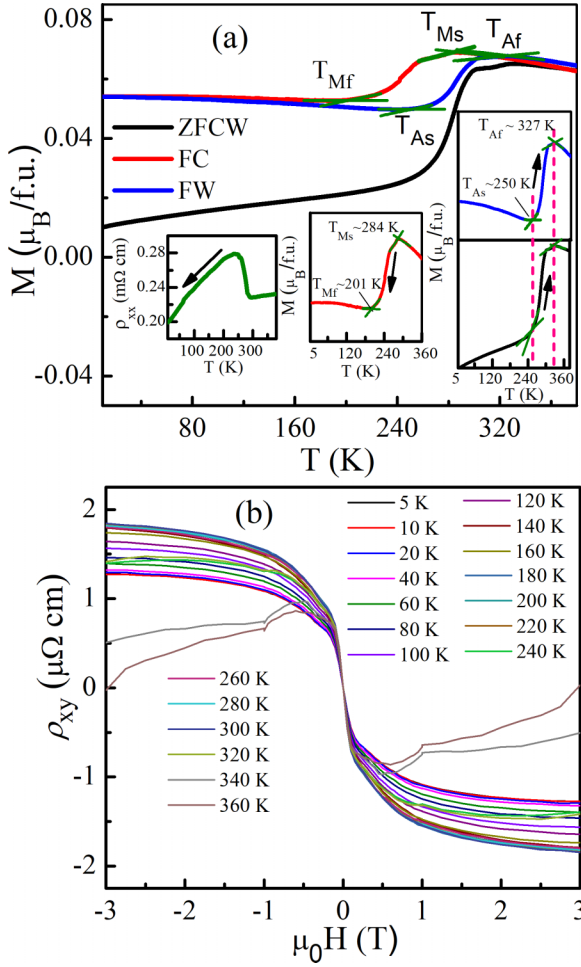 (a)
T_Ms
T_Af
T_Mf
T_As
ZFCW
FC
FW
M (μ_B/f.u.)
0.08
0.04
0.00
-0.04
80
160
240
320
T (K)
ρ_xx (mΩ cm)
0.28
0.24
0.20
100
200
300
T (K)
M (μ_B/f.u.)
T_Ms~284 K
T_Mf
~201 K
5
120
240
360
T (K)
M (μ_B/f.u.)
T_Af~ 327 K
T_As~250 K
5
120
240
360
T (K)
(b)
ρ_xy (μΩ cm)
2
1
0
-1
-2
5 K
10 K
20 K
40 K
60 K
80 K
100 K
120 K
140 K
160 K
180 K
200 K
220 K
240 K
260 K
280 K
300 K
320 K
340 K
360 K
-3
-2
-1
0
1
2
3
μ_0H (T)